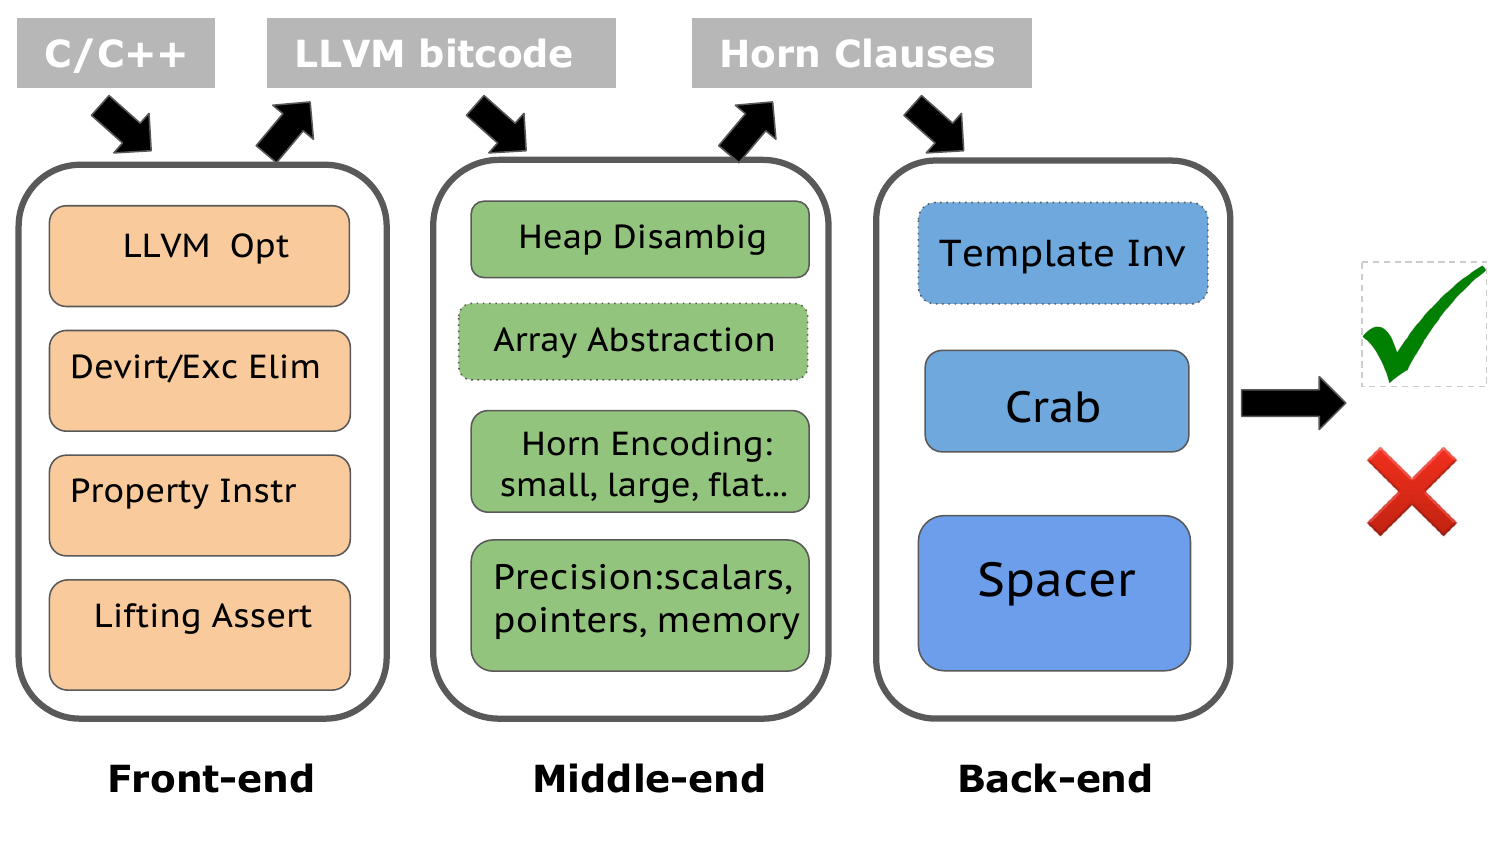 C/C++
LLVM bitcode
Horn Clauses
LLVM Opt
Devirt/Exc Elim
Property Instr
Lifting Assert
Front-end
Heap Disambig
Array Abstraction
Horn Encoding:
small, large, flat...
Precision:scalars,
pointers, memory
Middle-end
Template Inv
Crab
Spacer
Back-end